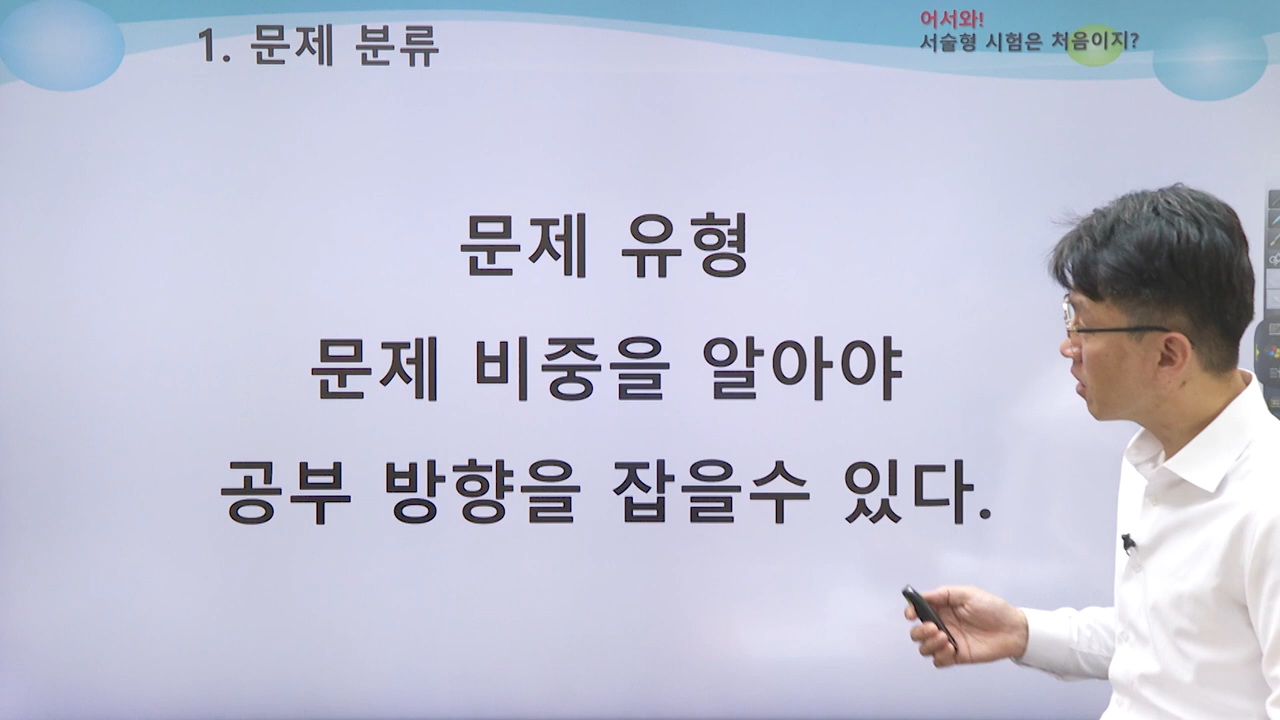 1. 문제 분류
어서와!
서술형 시험은 처음이지?
문제 유형
문제 비중을 알아야
공부 방향을 잡을수 있다.